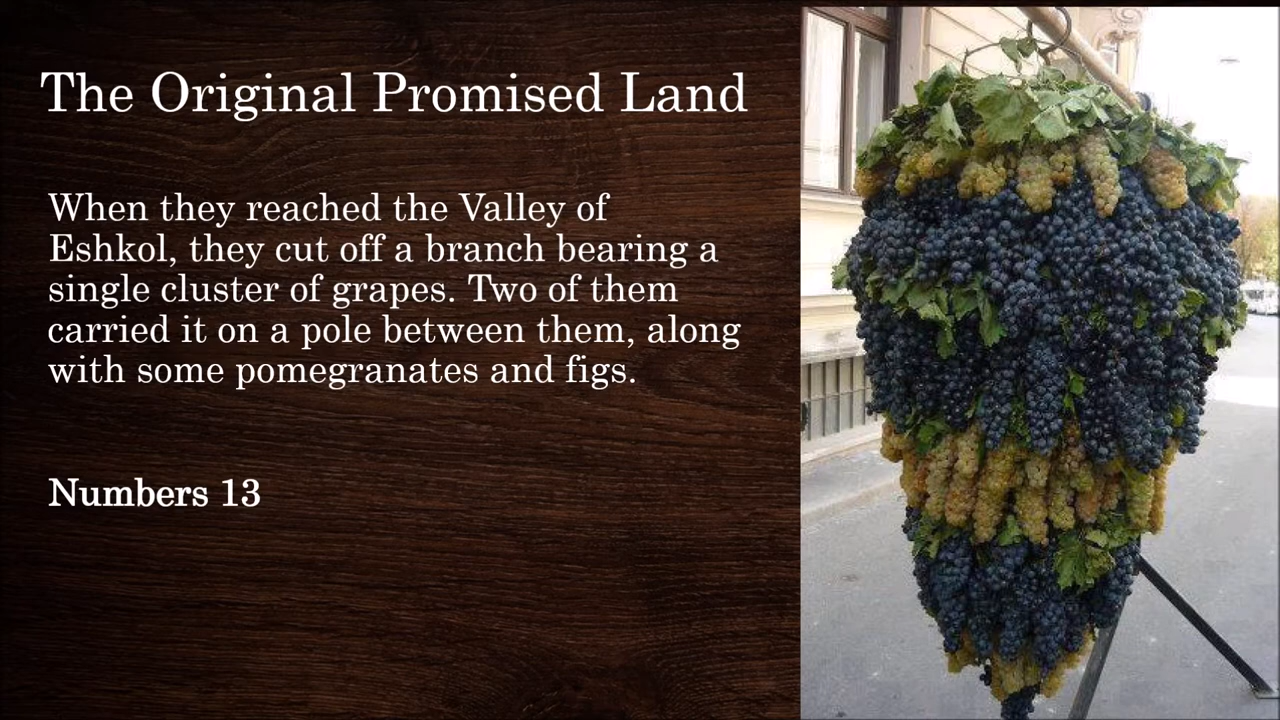 The Original Promised Land
When they reached the Valley of
Eshkol, they cut off a branch bearing a
single cluster of grapes. Two of them
carried it on a pole between them, along
with some pomegranates and figs.
Numbers 13